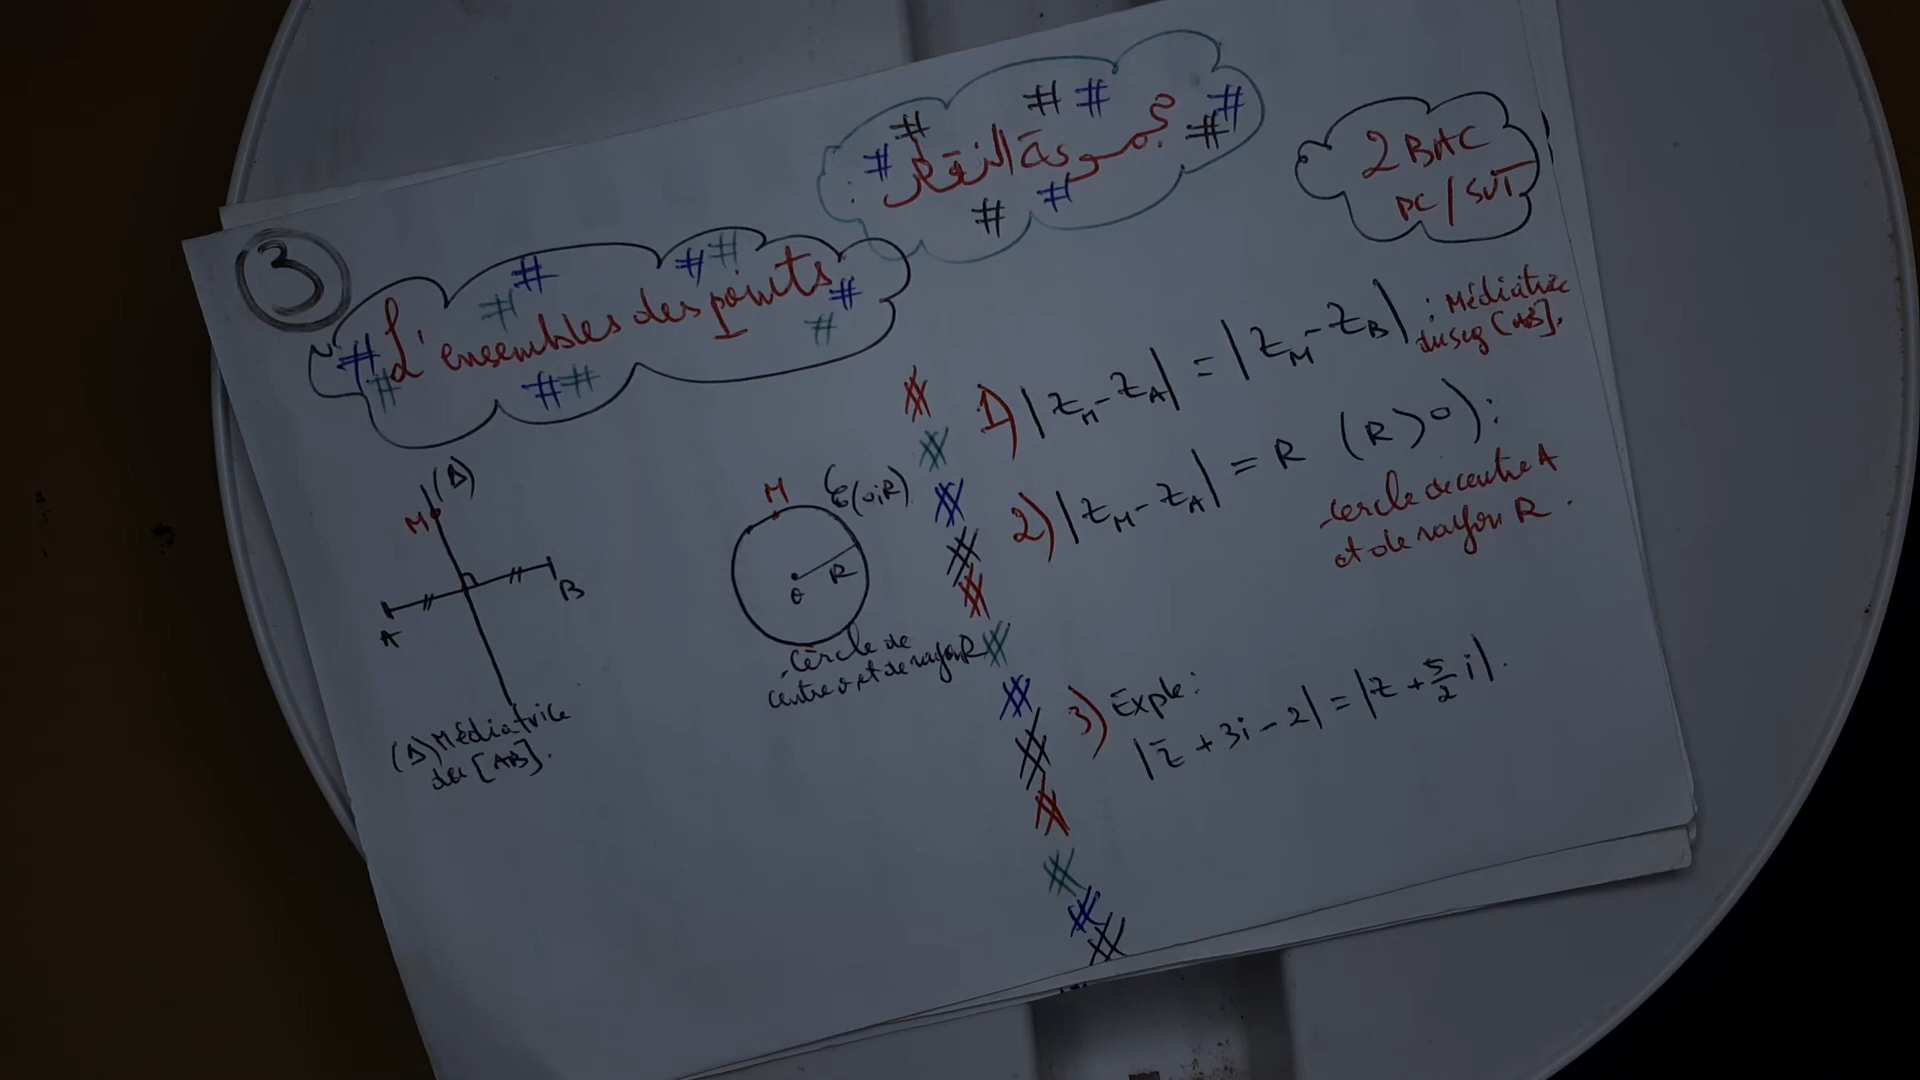 3
مجموعة النقط
2 BAC
PC / SVT
L'ensembles des points
(Δ)
M
A
B
(Δ) Médiatrice
du [AB].
M
C(O;R)
R
O
cercle de
centre O et de rayon R
1) |z_M - z_A| = |z_M - z_B| : Médiatrice
du seg [AB].
2) |z_M - z_A| = R (R>0) :
cercle de centre A
et de rayon R.
3) Exple:
|z̄ + 3i - 2| = |z + 5/2 i|.